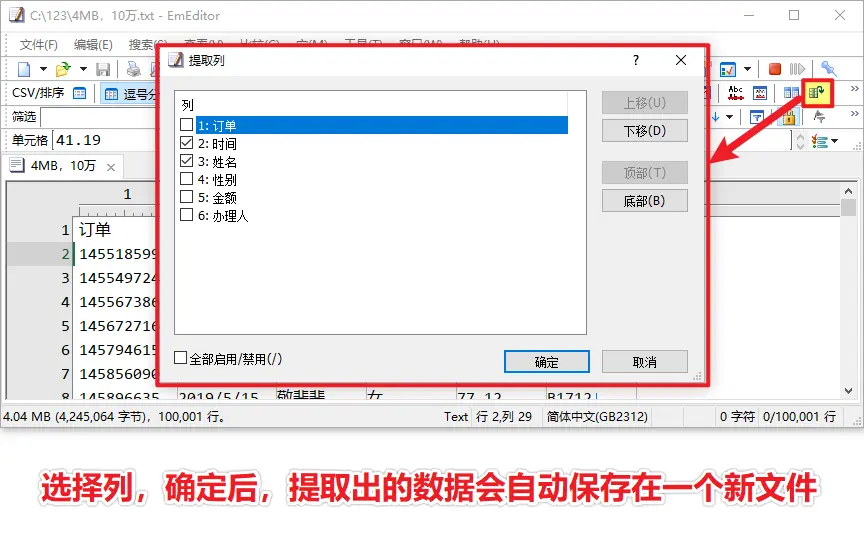 C:\123\4MB，10万.txt - EmEditor
文件(F) 编辑(E) 搜索(S)
CSV/排序 逗号分
筛选
单元格 41.19
4MB，10万
提取列 ?
列
1: 订单
2: 时间
3: 姓名
4: 性别
5: 金额
6: 办理人
上移(U)
下移(D)
顶部(T)
底部(B)
全部启用/禁用(/)
确定 取消
Abc
Abc
1
1 订单
2 145518599
3 145549724
4 145567386
5 145672716
6 145794615
7 145856090
145896635 2019/5/15 敬斐斐 女 77.12 B1712
4.04 MB (4,245,064 字节)，100,001 行。 Text 行 2,列 29 简体中文(GB2312) 0 字符 0/100,001 行
选择列，确定后，提取出的数据会自动保存在一个新文件